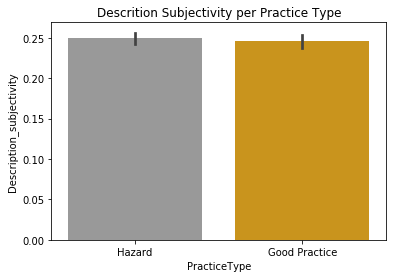 Descrition Subjectivity per Practice Type
Description_subjectivity
0.25
0.20
0.15
0.10
0.05
0.00
Hazard
Good Practice
PracticeType